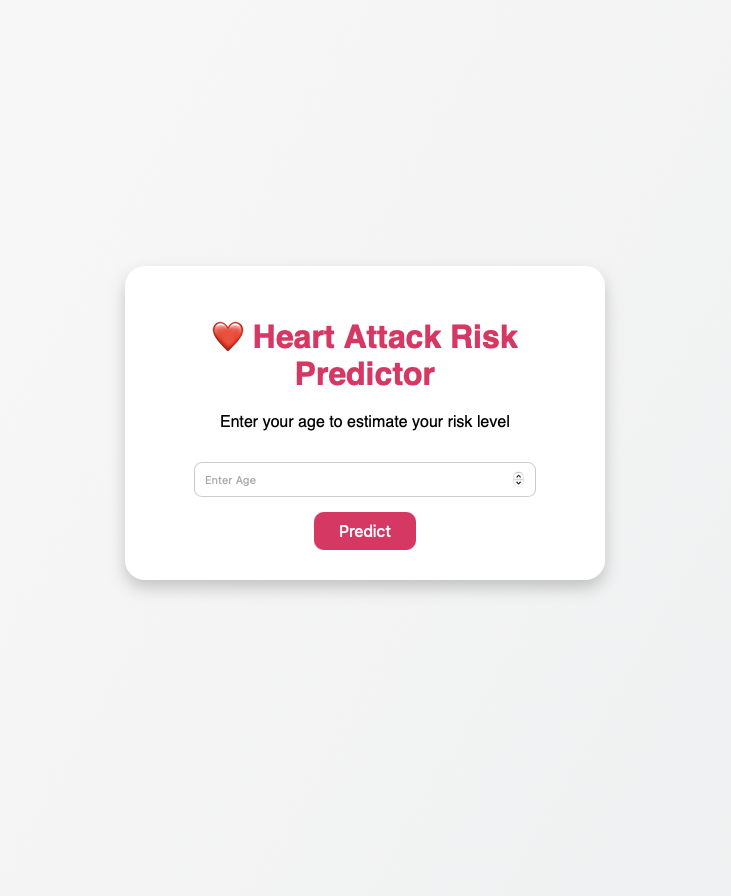 ❤️ Heart Attack Risk
Predictor
Enter your age to estimate your risk level
Enter Age
Predict